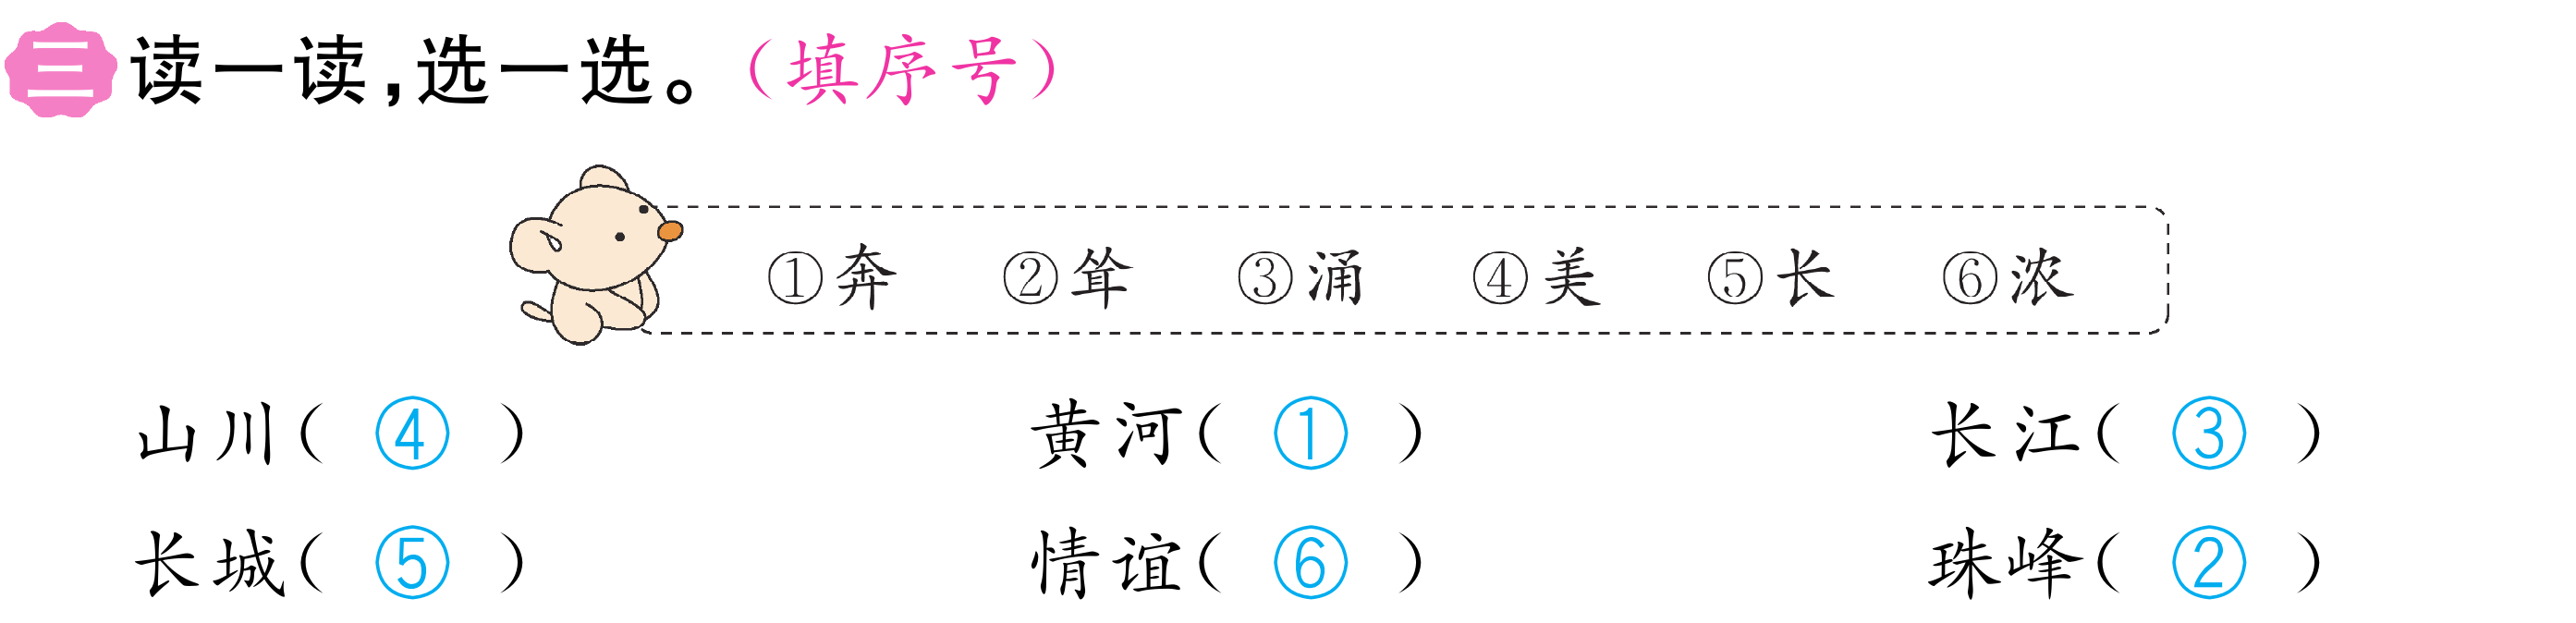 三 读一读,选一选。(填序号)
①奔 ②耸 ③涌 ④美 ⑤长 ⑥浓
山川( ④ ) 黄河( ① ) 长江( ③ )
长城( ⑤ ) 情谊( ⑥ ) 珠峰( ② )